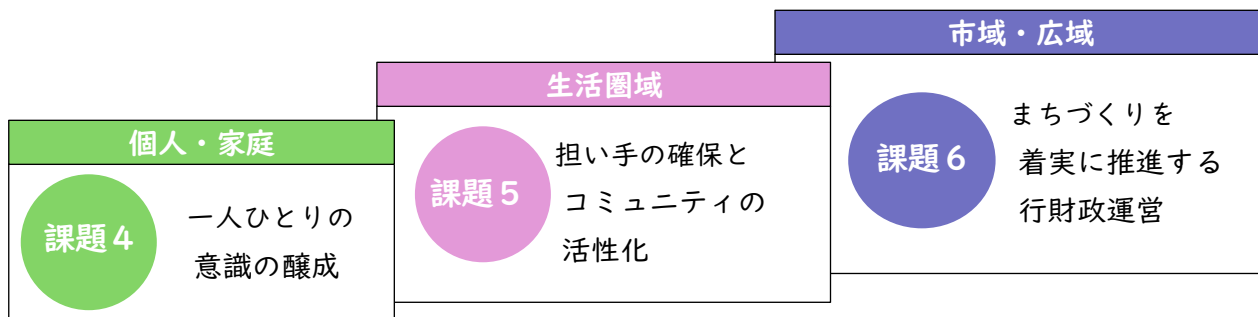 個人・家庭
課題４
一人ひとりの
意識の醸成
生活圏域
課題５
担い手の確保と
コミュニティの
活性化
市域・広域
課題６
まちづくりを
着実に推進する
行財政運営